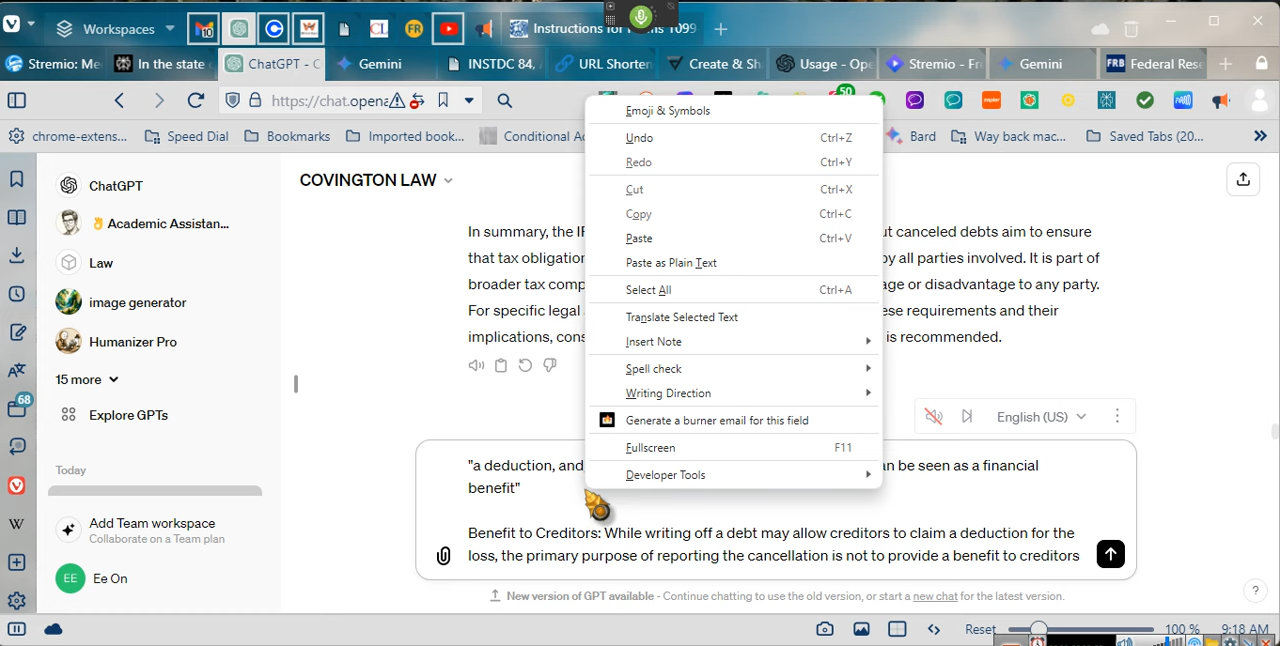 Workspaces
10
CL
FR
Instructions for
1099
Stremio: Me
In the state
ChatGPT - C
Gemini
INSTDC 84,
URL Shorten
Create & Sh
Usage - Ope
Stremio - Fr
Gemini
FRB Federal Rese
https://chat.opena
50
chrome-extens...
Speed Dial
Bookmarks
Imported book...
Conditional Ac
Bard
Way back mac...
Saved Tabs (20...
ChatGPT
Academic Assistan...
Law
image generator
Humanizer Pro
15 more
Explore GPTs
Today
Add Team workspace
Collaborate on a Team plan
EE
Ee On
68
W
COVINGTON LAW
In summary, the
ut canceled debts aim to ensure
that tax obligation
by all parties involved. It is part of
broader tax comp
age or disadvantage to any party.
For specific legal
ese requirements and their
implications, cons
is recommended.
Emoji & Symbols
Undo Ctrl+Z
Redo Ctrl+Y
Cut Ctrl+X
Copy Ctrl+C
Paste Ctrl+V
Paste as Plain Text
Select All Ctrl+A
Translate Selected Text
Insert Note
Spell check
Writing Direction
Generate a burner email for this field
Fullscreen F11
Developer Tools
English (US)
"a deduction, and
an be seen as a financial
benefit"
Benefit to Creditors: While writing off a debt may allow creditors to claim a deduction for the
loss, the primary purpose of reporting the cancellation is not to provide a benefit to creditors
New version of GPT available - Continue chatting to use the old version, or start a new chat for the latest version.
?
Reset
100 %
9:18 AM